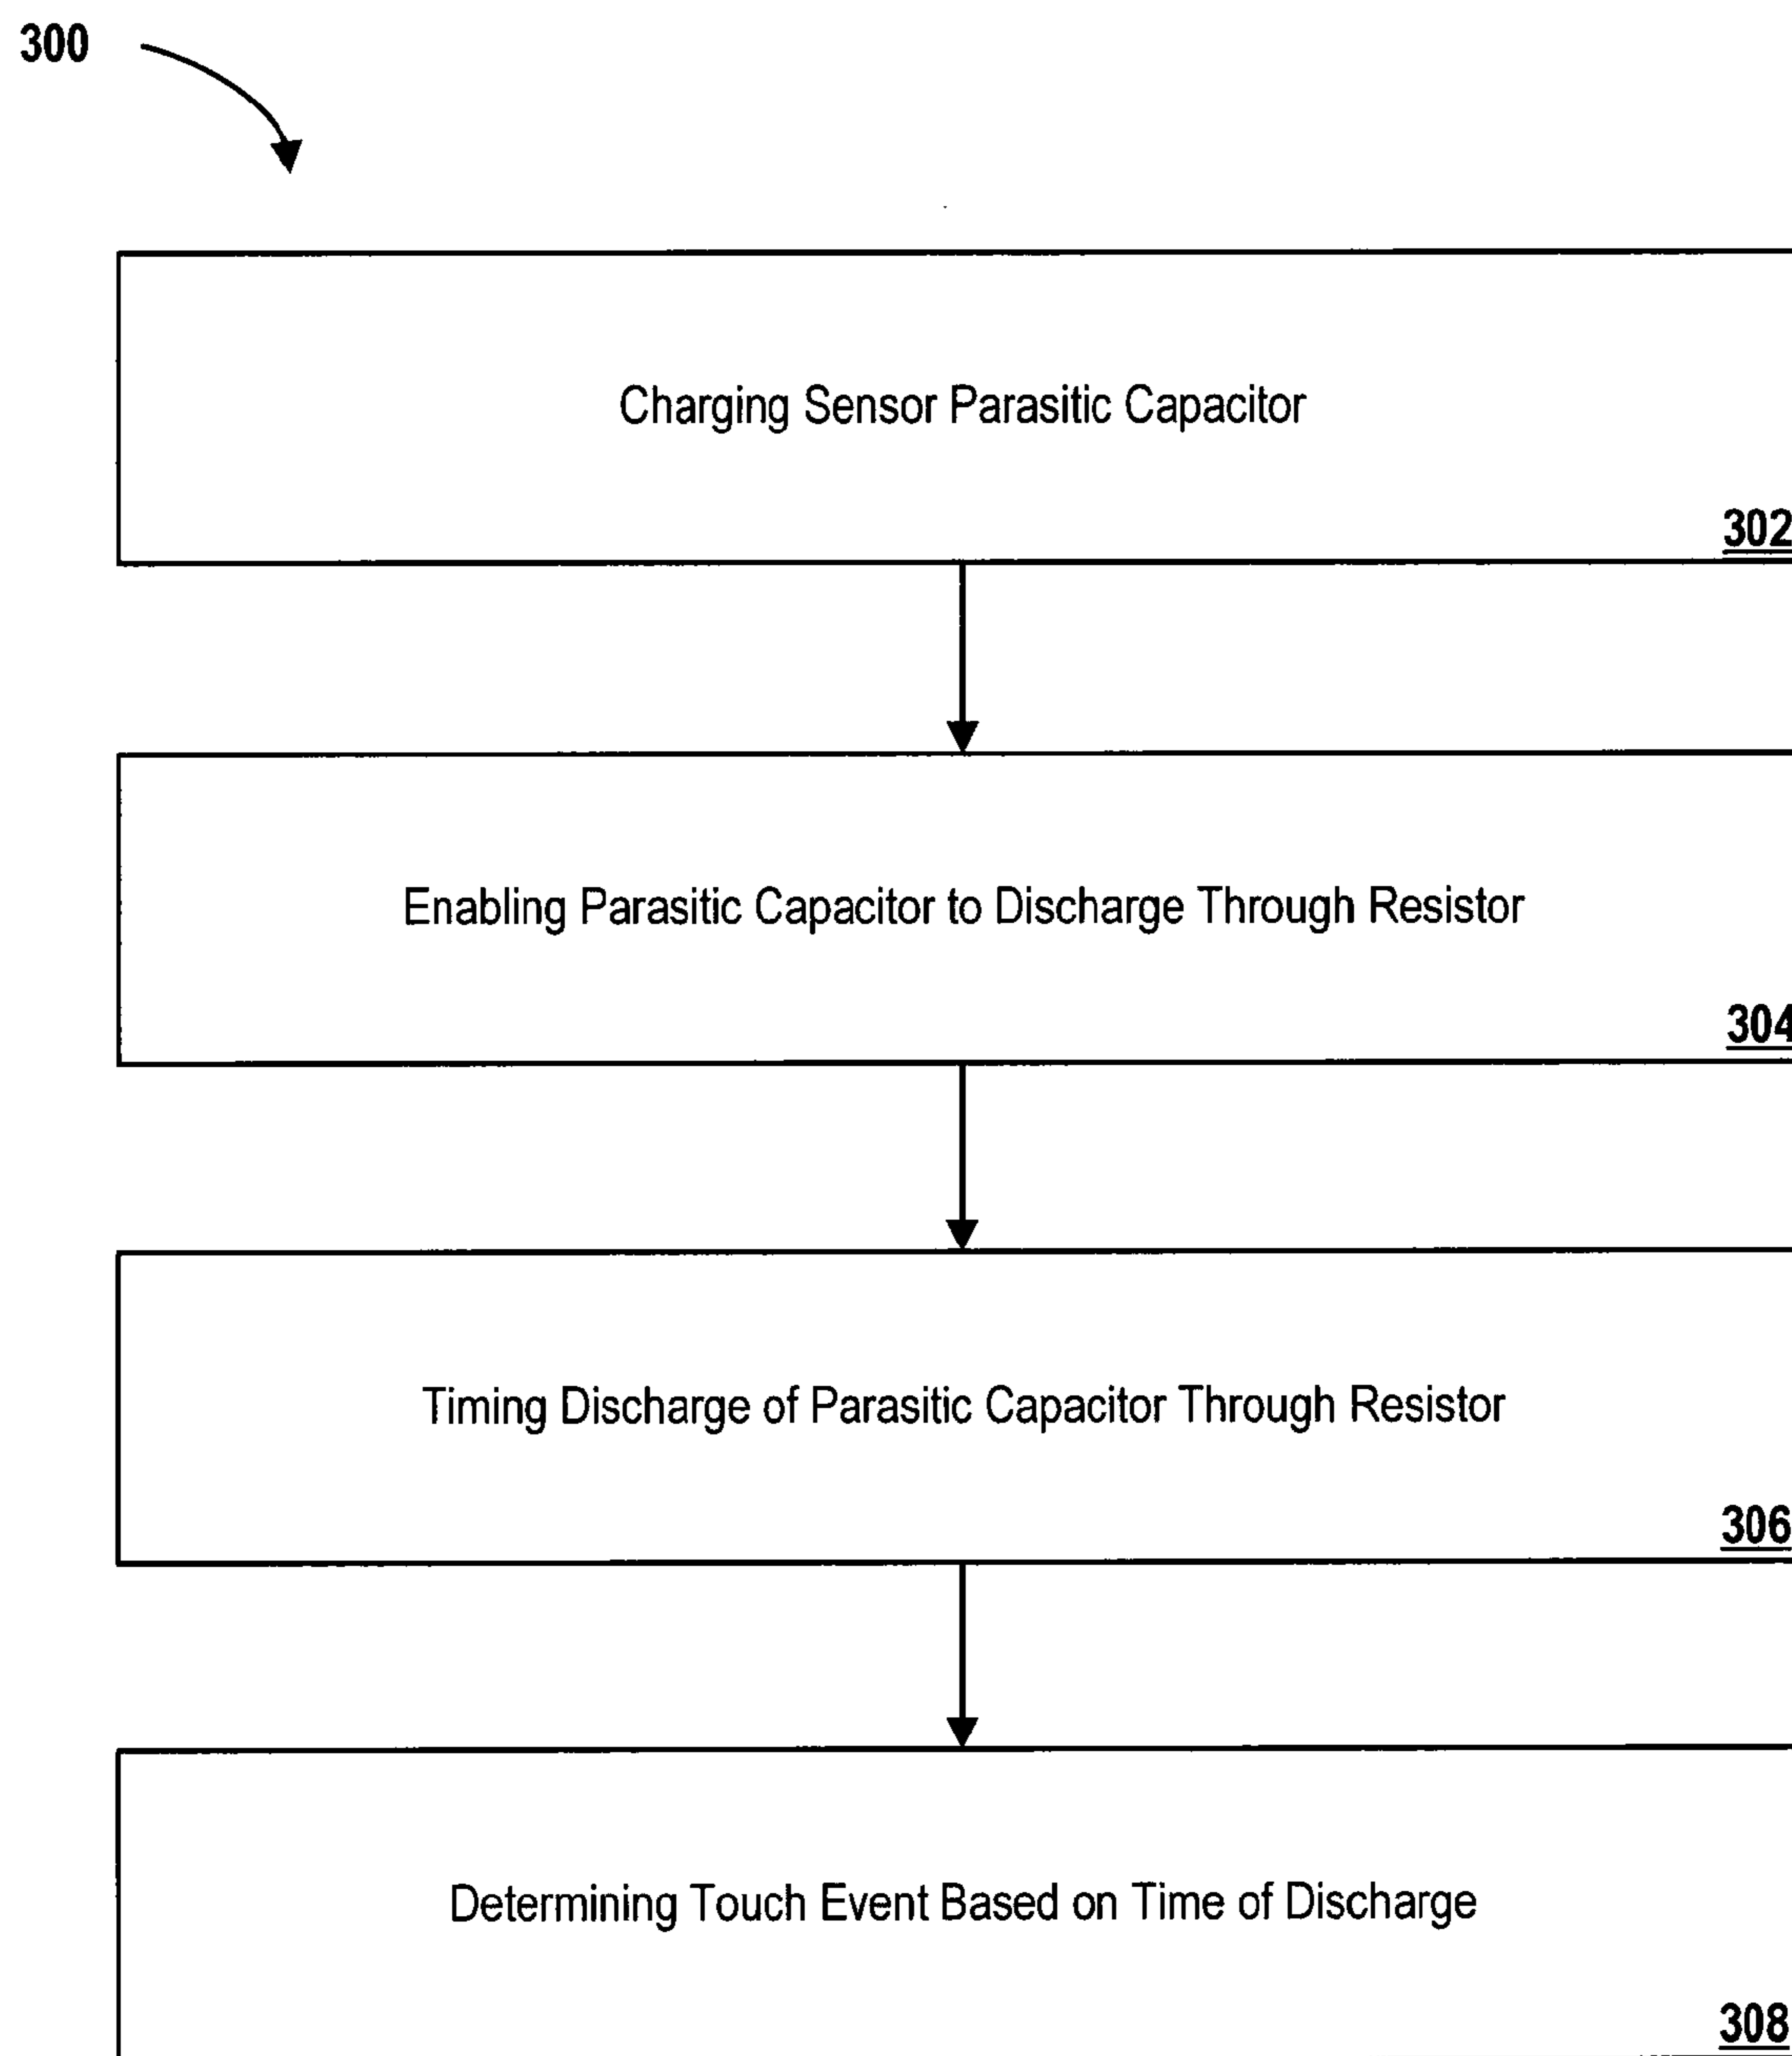 300
Charging Sensor Parasitic Capacitor
302
Enabling Parasitic Capacitor to Discharge Through Resistor
304
Timing Discharge of Parasitic Capacitor Through Resistor
306
Determining Touch Event Based on Time of Discharge
308